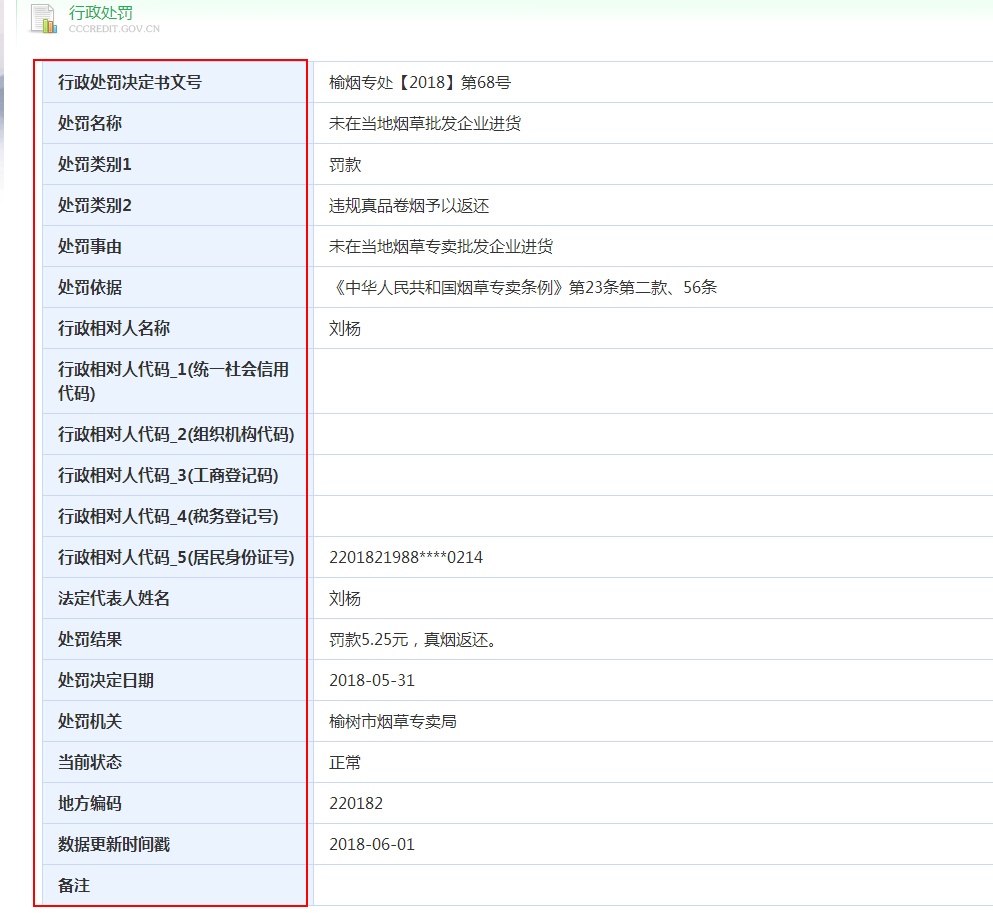 行政处罚
CCCREDIT.GOV.CN
行政处罚决定书文号 榆烟专处【2018】第68号
处罚名称 未在当地烟草批发企业进货
处罚类别1 罚款
处罚类别2 违规真品卷烟予以返还
处罚事由 未在当地烟草专卖批发企业进货
处罚依据 《中华人民共和国烟草专卖条例》第23条第二款、56条
行政相对人名称 刘杨
行政相对人代码_1(统一社会信用
代码)
行政相对人代码_2(组织机构代码)
行政相对人代码_3(工商登记码)
行政相对人代码_4(税务登记号)
行政相对人代码_5(居民身份证号) 2201821988****0214
法定代表人姓名 刘杨
处罚结果 罚款5.25元，真烟返还。
处罚决定日期 2018-05-31
处罚机关 榆树市烟草专卖局
当前状态 正常
地方编码 220182
数据更新时间戳 2018-06-01
备注